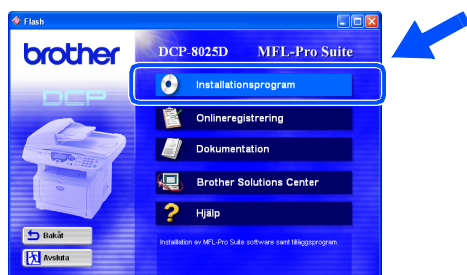 Flash
brother
DCP-8025D MFL-Pro Suite
DCP
Installationsprogram
Onlineregistrering
Dokumentation
Brother Solutions Center
Hjälp
Bakåt
Avsluta
Installation av MFL-Pro Suite software samt tilläggsprogram.